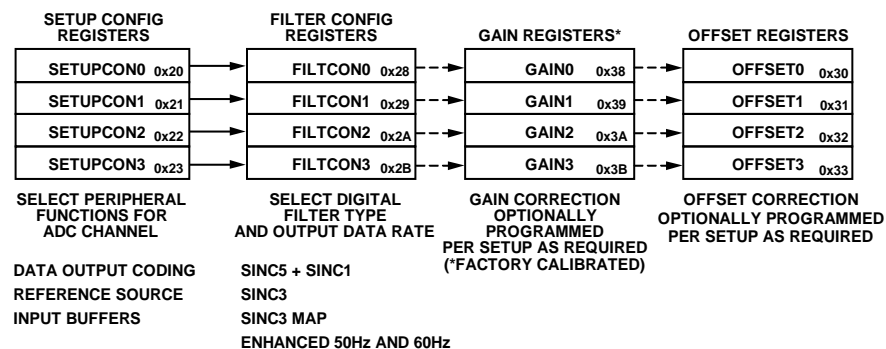 SETUP CONFIG
REGISTERS
FILTER CONFIG
REGISTERS
GAIN REGISTERS*
OFFSET REGISTERS
SETUPCON0 0x20
FILTCON0 0x28
GAIN0 0x38
OFFSET0 0x30
SETUPCON1 0x21
FILTCON1 0x29
GAIN1 0x39
OFFSET1 0x31
SETUPCON2 0x22
FILTCON2 0x2A
GAIN2 0x3A
OFFSET2 0x32
SETUPCON3 0x23
FILTCON3 0x2B
GAIN3 0x3B
OFFSET3 0x33
SELECT PERIPHERAL
FUNCTIONS FOR
ADC CHANNEL
SELECT DIGITAL
FILTER TYPE
AND OUTPUT DATA RATE
GAIN CORRECTION
OPTIONALLY
PROGRAMMED
PER SETUP AS REQUIRED
(*FACTORY CALIBRATED)
OFFSET CORRECTION
OPTIONALLY PROGRAMMED
PER SETUP AS REQUIRED
DATA OUTPUT CODING
REFERENCE SOURCE
INPUT BUFFERS
SINC5 + SINC1
SINC3
SINC3 MAP
ENHANCED 50Hz AND 60Hz